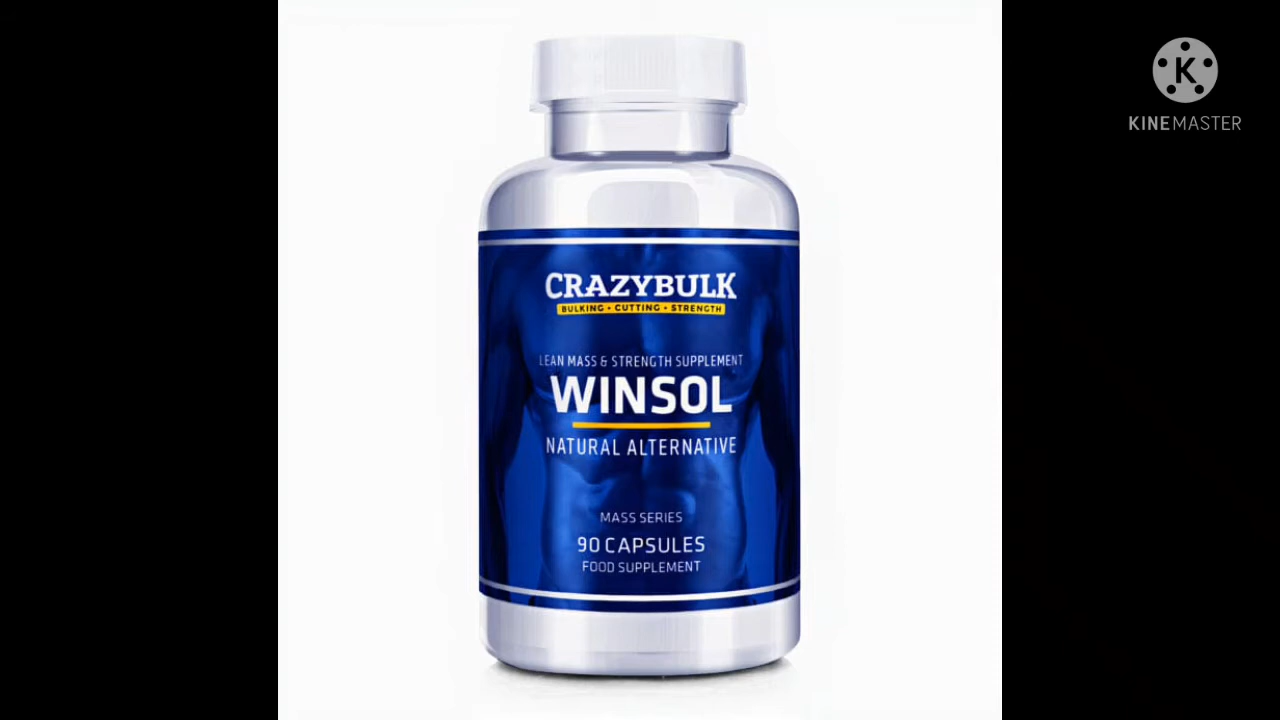 K
KINEMASTER
CRAZYBULK
BULKING • CUTTING • STRENGTH
LEAN MASS & STRENGTH SUPPLEMENT
WINSOL
NATURAL ALTERNATIVE
MASS SERIES
90 CAPSULES
FOOD SUPPLEMENT